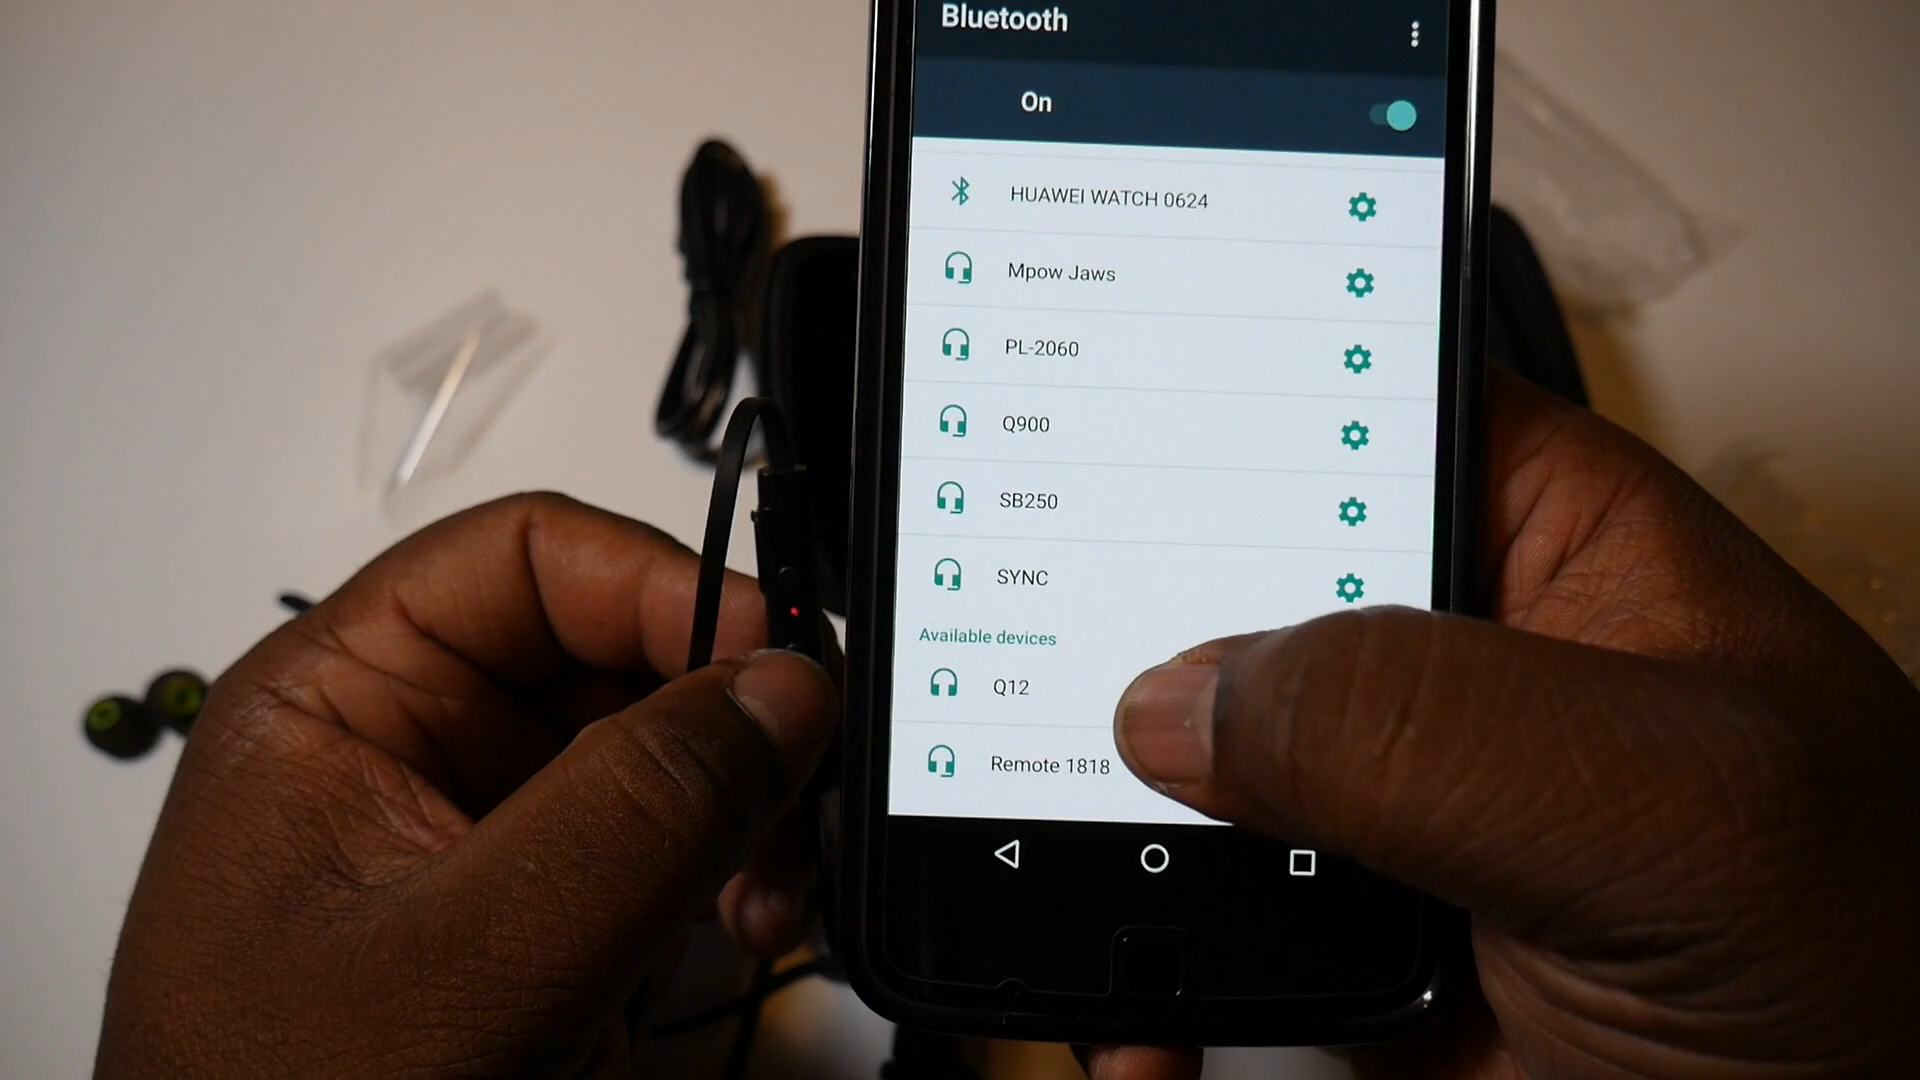 Bluetooth
On
HUAWEI WATCH 0624
Mpow Jaws
PL-2060
Q900
SB250
SYNC
Available devices
Q12
Remote 1818